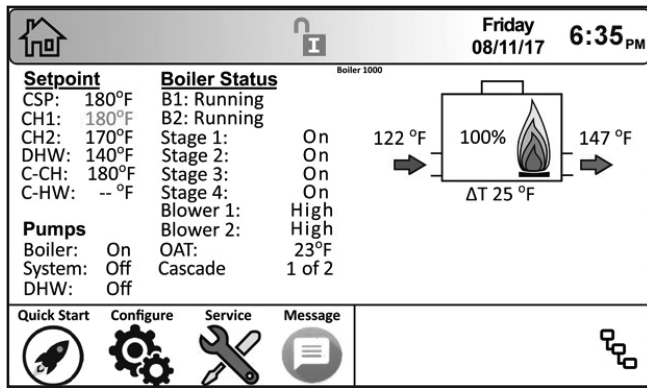 Friday
08/11/17
6:35 PM
I
Boiler 1000
Setpoint
CSP: 180°F
CH1: 180°F
CH2: 170°F
DHW: 140°F
C-CH: 180°F
C-HW: -- °F
Pumps
Boiler: On
System: Off
DHW: Off
Boiler Status
B1: Running
B2: Running
Stage 1: On
Stage 2: On
Stage 3: On
Stage 4: On
Blower 1: High
Blower 2: High
OAT: 23°F
Cascade 1 of 2
122 °F
100%
147 °F
ΔT 25 °F
Quick Start
Configure
Service
Message